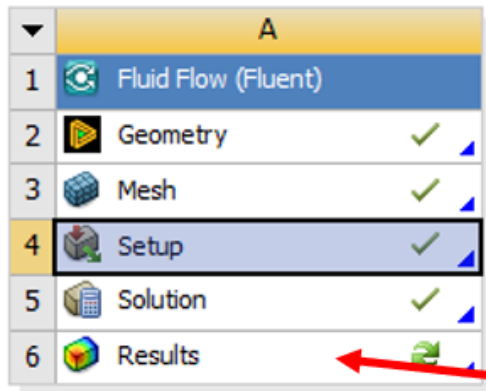 A
1 Fluid Flow (Fluent)
2 Geometry
3 Mesh
4 Setup
5 Solution
6 Results